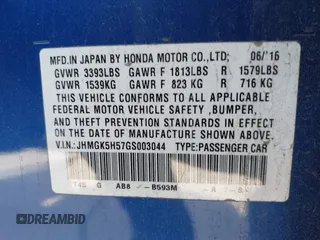 MFD.IN JAPAN BY HONDA MOTOR CO.,LTD; 06/'16
GVWR 3393LBS GAWR F 1813LBS R 1579LBS
GVWR 1539KG GAWR F 823 KG R 716 KG
THIS VEHICLE CONFORMS TO ALL APPLICABLE
FEDERAL MOTOR VEHICLE SAFETY ,BUMPER,
AND THEFT PREVENTION STANDARDS IN EFFECT ON THE
DATE OF MANUFACTURE SHOWN ABOVE.
V.I.N.: JHMGK5H57GS003044 TYPE:PASSENGER CAR
G AB8 B593M
DREAMBID